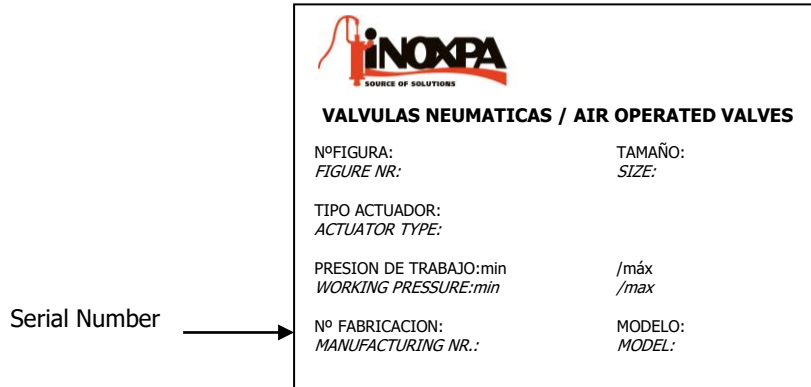 iNOXPA
SOURCE OF SOLUTIONS
VALVULAS NEUMATICAS / AIR OPERATED VALVES
NºFIGURA: TAMAÑO:
FIGURE NR: SIZE:
TIPO ACTUADOR:
ACTUATOR TYPE:
PRESION DE TRABAJO:min /máx
WORKING PRESSURE:min /max
Serial Number
Nº FABRICACION: MODELO:
MANUFACTURING NR.: MODEL: